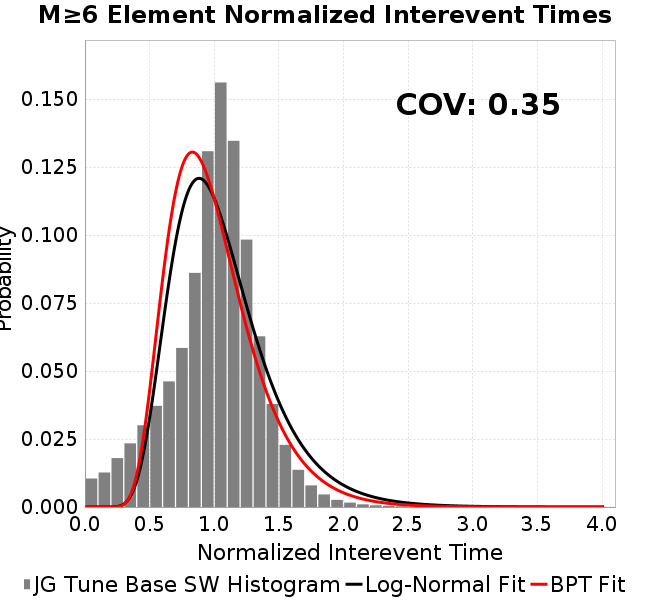 M≥6 Element Normalized Interevent Times
COV: 0.35
0.150
0.125
0.100
0.075
0.050
0.025
0.000
Probability
0.0 0.5 1.0 1.5 2.0 2.5 3.0 3.5 4.0
Normalized Interevent Time
JG Tune Base SW Histogram Log-Normal Fit BPT Fit